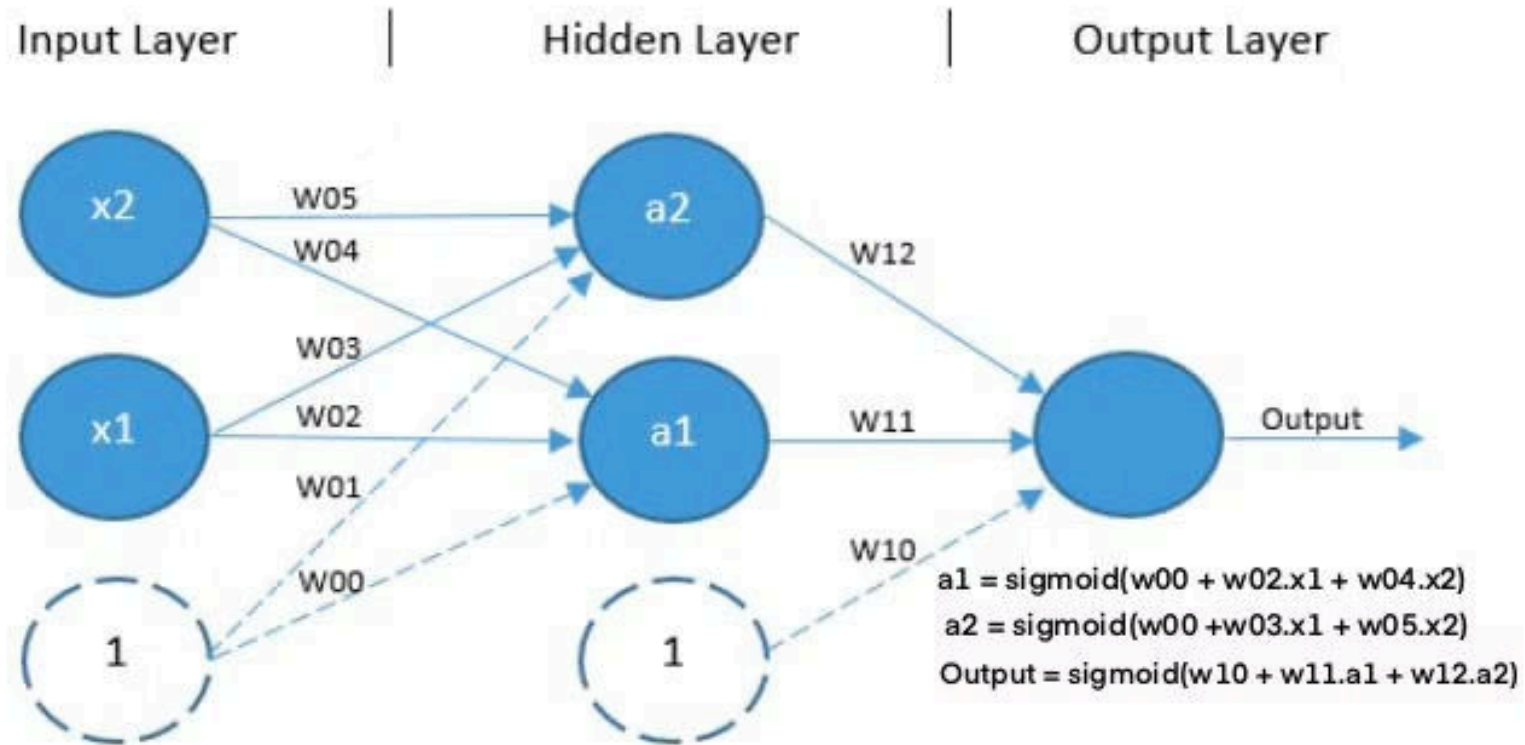 Input Layer | Hidden Layer | Output Layer
x2
W05
a2
W04
W12
W03
x1
W02
a1
W11
Output
W01
W10
W00
1
1
a1 = sigmoid(w00 + w02.x1 + w04.x2)
a2 = sigmoid(w00 +w03.x1 + w05.x2)
Output = sigmoid(w10 + w11.a1 + w12.a2)